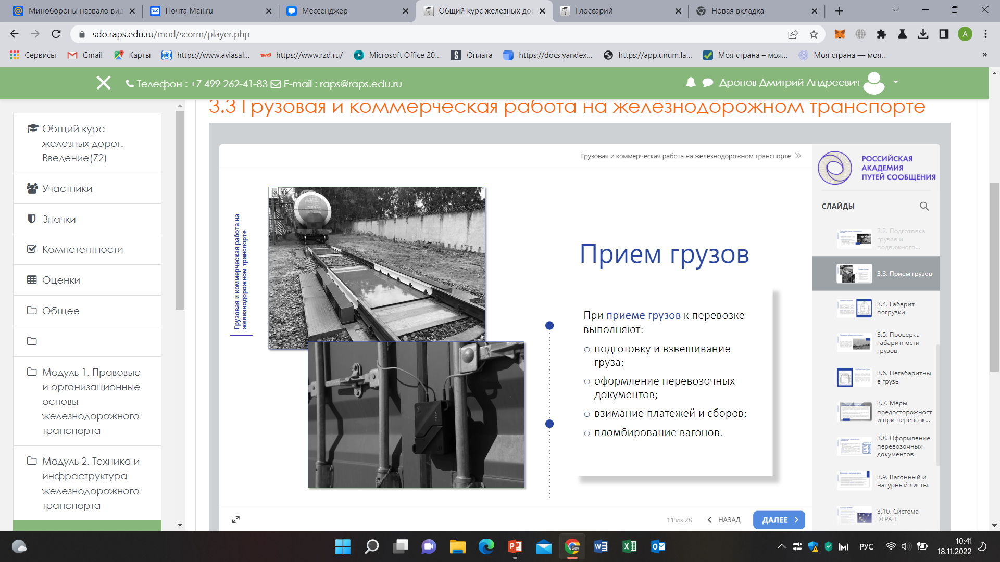 Минобороны назвало вид
Почта Mail.ru
Мессенджер
Общий курс железных дор
Глоссарий
Новая вкладка
sdo.raps.edu.ru/mod/scorm/player.php
A
Сервисы
Gmail
Карты
https://www.aviasal...
https://www.rzd.ru/
Microsoft Office 20...
Оплата
https://docs.yandex...
https://app.unum.la...
Моя страна – моя...
Моя страна — моя...
Телефон : +7 499 262-41-83 E-mail : raps@raps.edu.ru
Дронов Дмитрий Андреевич
3.3 Грузовая и коммерческая работа на железнодорожном транспорте
Общий курс
железных дорог.
Введение(72)
Участники
Значки
Компетентности
Оценки
Общее
Модуль 1. Правовые
и организационные
основы
железнодорожного
транспорта
Модуль 2. Техника и
инфраструктура
железнодорожного
транспорта
Грузовая и коммерческая работа на железнодорожном транспорте
Грузовая и коммерческая работа на
железнодорожном транспорте
Прием грузов
При приеме грузов к перевозке
выполняют:
подготовку и взвешивание
груза;
оформление перевозочных
документов;
взимание платежей и сборов;
пломбирование вагонов.
11 из 28
НАЗАД
ДАЛЕЕ
РОССИЙСКАЯ
АКАДЕМИЯ
ПУТЕЙ СООБЩЕНИЯ
СЛАЙДЫ
3.2. Подготовка
грузов и
подвижного...
3.3. Прием грузов
3.4. Габарит
погрузки
3.5. Проверка
габаритности
грузов
3.6. Негабаритны
е грузы
3.7. Меры
предосторожност
и при перевозк...
3.8. Оформление
перевозочных
документов
3.9. Вагонный и
натурный листы
3.10. Система
ЭТРАН
Dev
РУС
10:41
18.11.2022